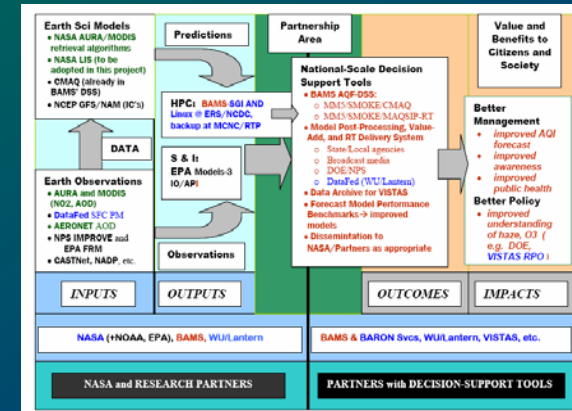 Earth Sci Models
• NASA AURA/MODIS
retrieval algorithms
• NASA LIS (to be
adopted in this project)
• CMAQ (already in
BAMS' DSS)
• NCEP GFS/NAM (IC's)
DATA
Earth Observations
• AURA and MODIS
(NO2, AOD)
• DataFed SFC PM
• AERONET AOD
• NPS IMPROVE and
EPA FRM
• CASTNet, NADP, etc.
Predictions
HPC: BAMS-SGI AND
Linux @ ERS/NCDC,
backup at MCNC/RTP
S & I:
EPA Models-3
IO/API
Observations
Partnership
Area
National-Scale Decision
Support Tools
• BAMS AQF-DSS:
o MM5/SMOKE/CMAQ
o MM5/SMOKE/MAQSIP-RT
• Model Post-Processing, Value-
Add, and RT Delivery System
o State/Local agencies
o Broadcast media
o DOE/NPS
o DataFed (WU/Lantern)
• Data Archive for VISTAS
• Forecast Model Performance
Benchmarks→ improved
models
• Dissemination to
NASA/Partners as appropriate
Value and
Benefits to
Citizens and
Society
Better
Management
• improved AQI
forecast
• improved
awareness
• improved
public health
Better Policy
• improved
understanding
of haze, O3 (
e.g. DOE,
VISTAS RPO)
INPUTS
OUTPUTS
OUTCOMES
IMPACTS
NASA (+NOAA, EPA), BAMS, WU/Lantern
BAMS & BARON Svcs, WU/Lantern, VISTAS, etc.
NASA and RESEARCH PARTNERS
PARTNERS with DECISION-SUPPORT TOOLS